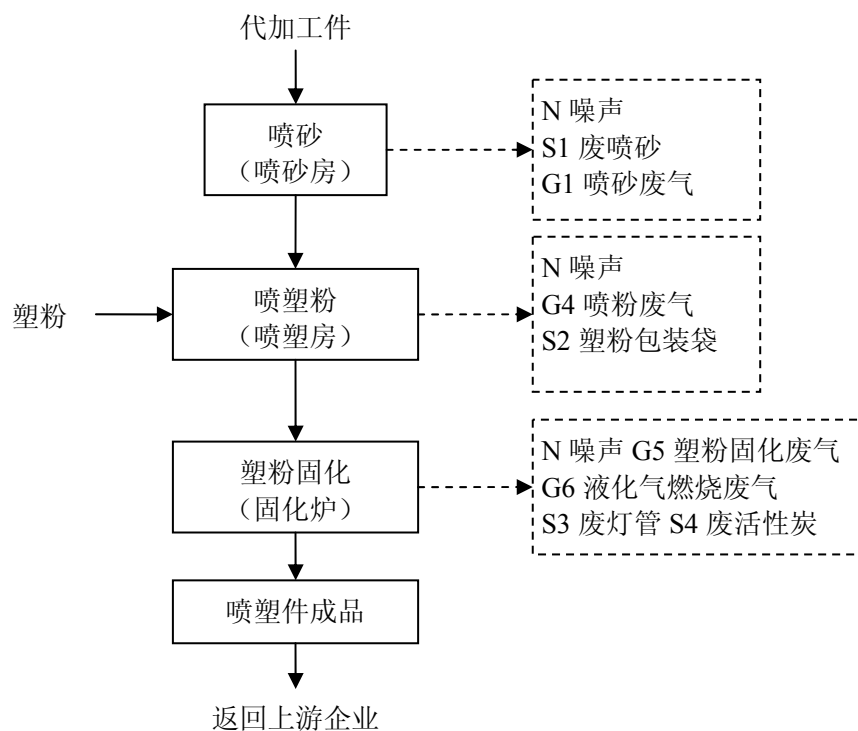 代加工件
喷砂
（喷砂房）
N 噪声
S1 废喷砂
G1 喷砂废气
塑粉
喷塑粉
（喷塑房）
N 噪声
G4 喷粉废气
S2 塑粉包装袋
塑粉固化
（固化炉）
N 噪声 G5 塑粉固化废气
G6 液化气燃烧废气
S3 废灯管 S4 废活性炭
喷塑件成品
返回上游企业